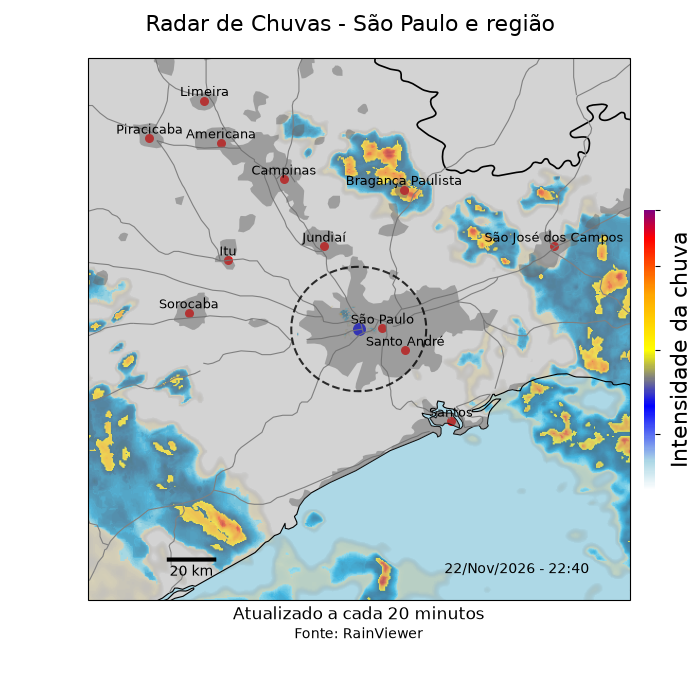 Radar de Chuvas - São Paulo e região
Limeira
Piracicaba
Americana
Campinas
Bragança Paulista
Jundiaí
São José dos Campos
Itu
Sorocaba
São Paulo
Santo André
Santos
Intensidade da chuva
22/Nov/2026 - 22:40
20 km
Atualizado a cada 20 minutos
Fonte: RainViewer